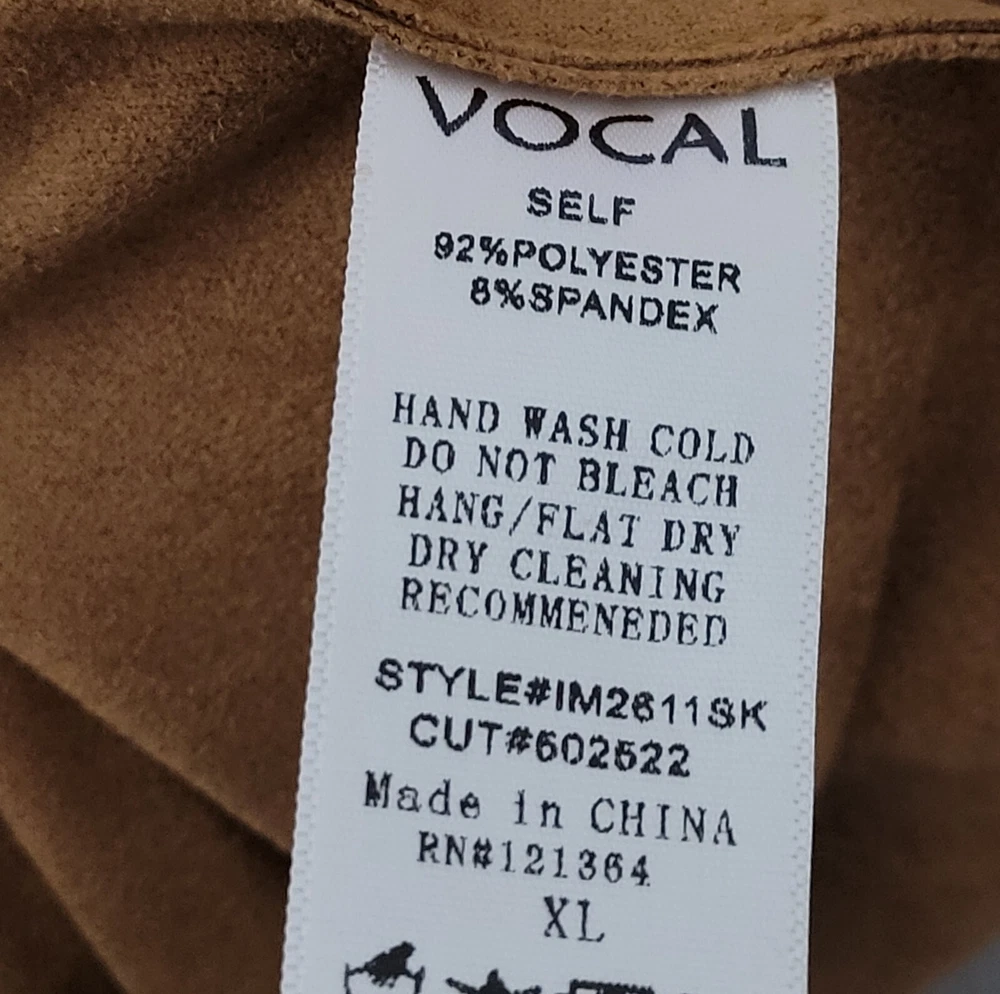 VOCAL
SELF
92%POLYESTER
8%SPANDEX
HAND WASH COLD
DO NOT BLEACH
HANG/FLAT DRY
DRY CLEANING
RECOMMENEDED
STYLE#IM2611SK
CUT#602522
Made in CHINA
RN#121364
XL